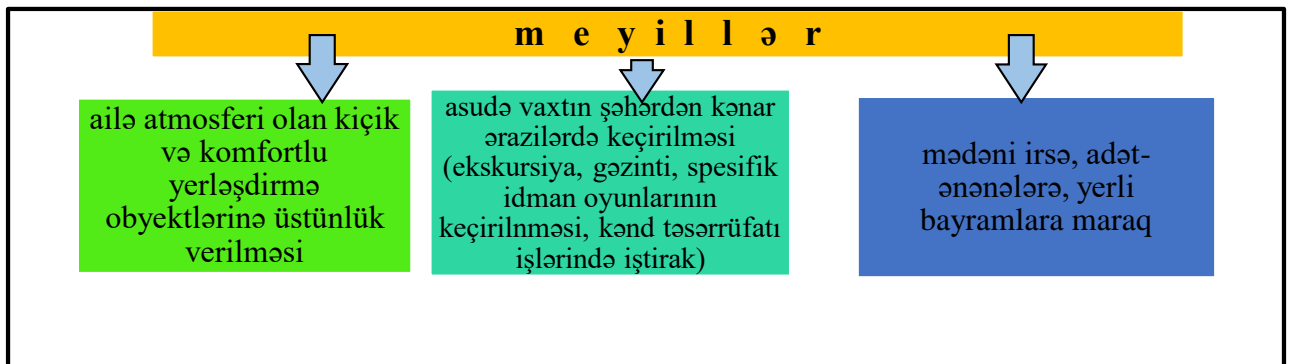 m e y i l l ə r
ailə atmosferi olan kiçik
və komfortlu
yerləşdirmə
obyektlərinə üstünlük
verilməsi
asudə vaxtın şəhərdən kənar
ərazilərdə keçirilməsi
(ekskursiya, gəzinti, spesifik
idman oyunlarının
keçirilnməsi, kənd təsərrüfatı
işlərində iştirak)
mədəni irsə, adət-
ənənələrə, yerli
bayramlara maraq